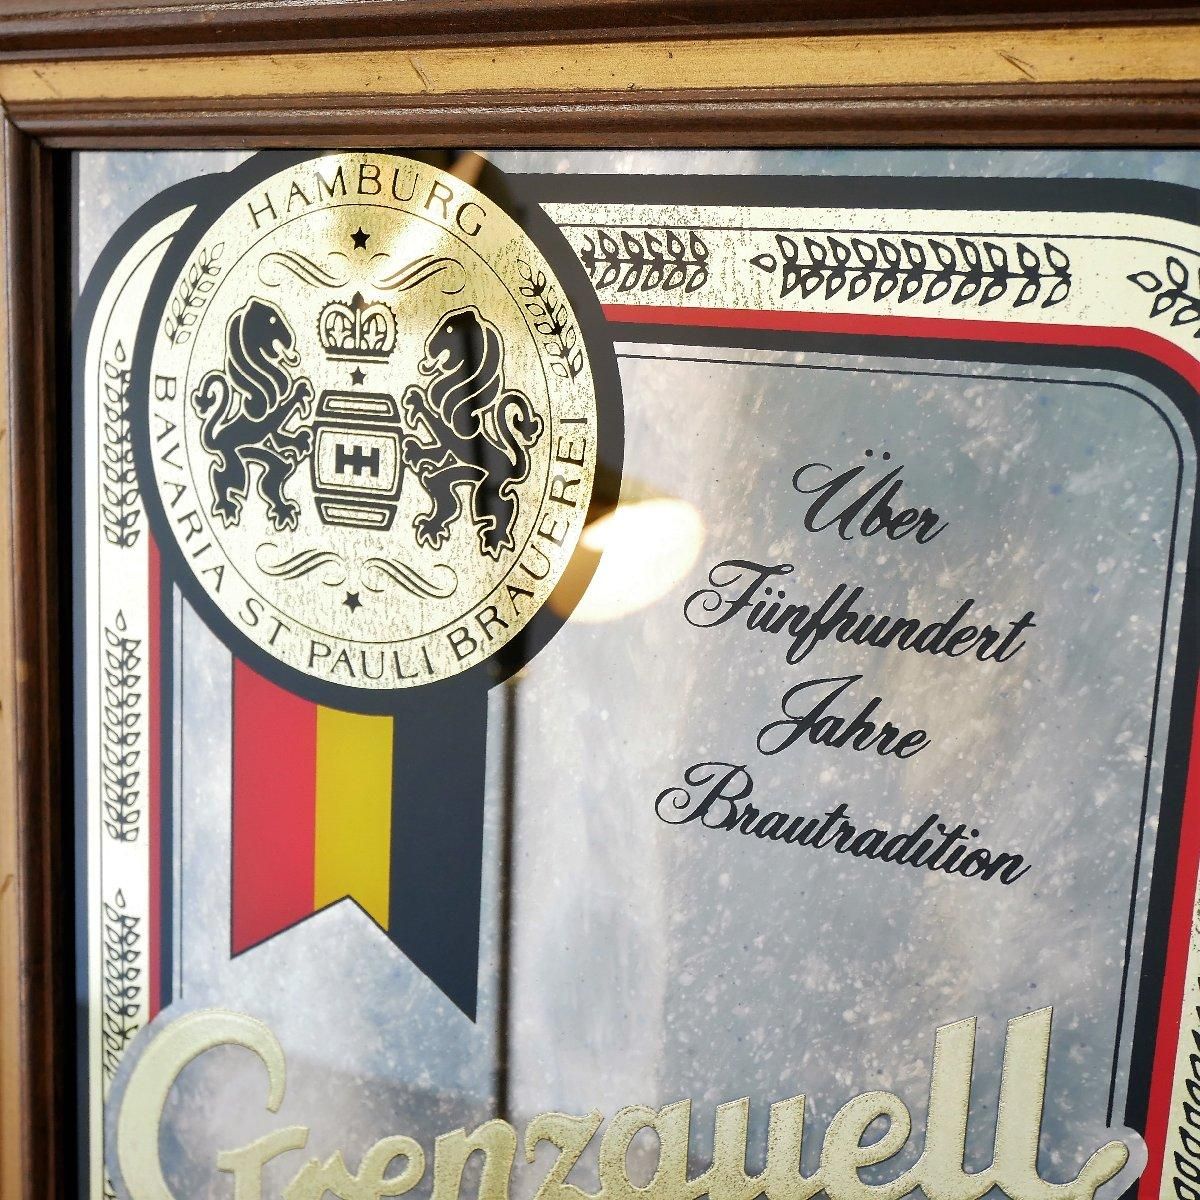 HAMBURG
BAVARIA ST. PAULI BRAUEREI
H
Über
Fünfhundert
Jahre
Brautradition
Grenzquell